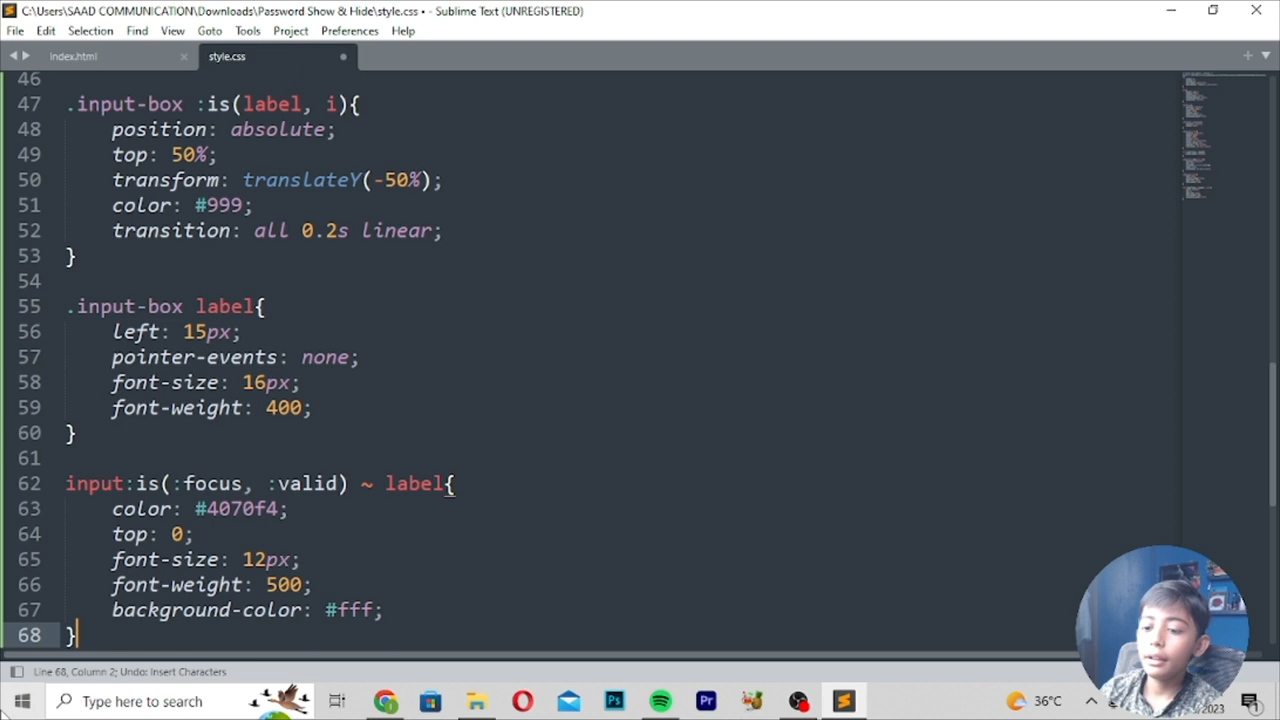 C:\Users\SAAD COMMUNICATION\Downloads\Password Show & Hide\style.css • - Sublime Text (UNREGISTERED)
File Edit Selection Find View Goto Tools Project Preferences Help
index.html style.css
46
47 .input-box :is(label, i){
48 position: absolute;
49 top: 50%;
50 transform: translateY(-50%);
51 color: #999;
52 transition: all 0.2s linear;
53 }
54
55 .input-box label{
56 left: 15px;
57 pointer-events: none;
58 font-size: 16px;
59 font-weight: 400;
60 }
61
62 input:is(:focus, :valid) ~ label{
63 color: #4070f4;
64 top: 0;
65 font-size: 12px;
66 font-weight: 500;
67 background-color: #fff;
68 }
Line 68, Column 2; Undo: Insert Characters
Type here to search Ps Pr 36°C 2023